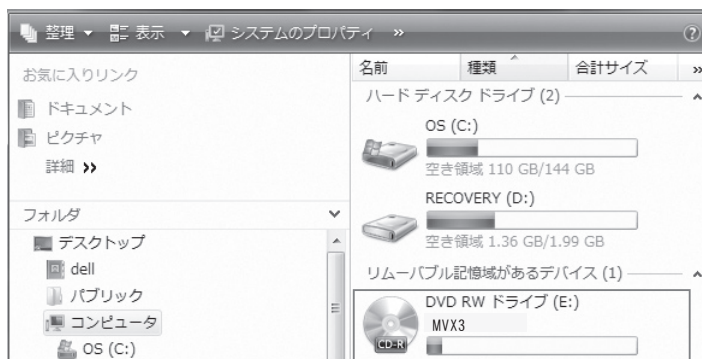 整理 ▼ 表示 ▼ システムのプロパティ »
?
お気に入りリンク
ドキュメント
ピクチャ
詳細 »
フォルダ
デスクトップ
dell
パブリック
コンピュータ
OS (C:)
名前 種類 合計サイズ »
ハード ディスク ドライブ (2)
OS (C:)
空き領域 110 GB/144 GB
RECOVERY (D:)
空き領域 1.36 GB/1.99 GB
リムーバブル記憶域があるデバイス (1)
DVD RW ドライブ (E:)
MVX3
CD-R